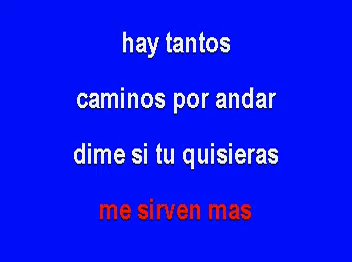 hay tantos
caminos por andar
dime si tu quisieras
me sirven mas